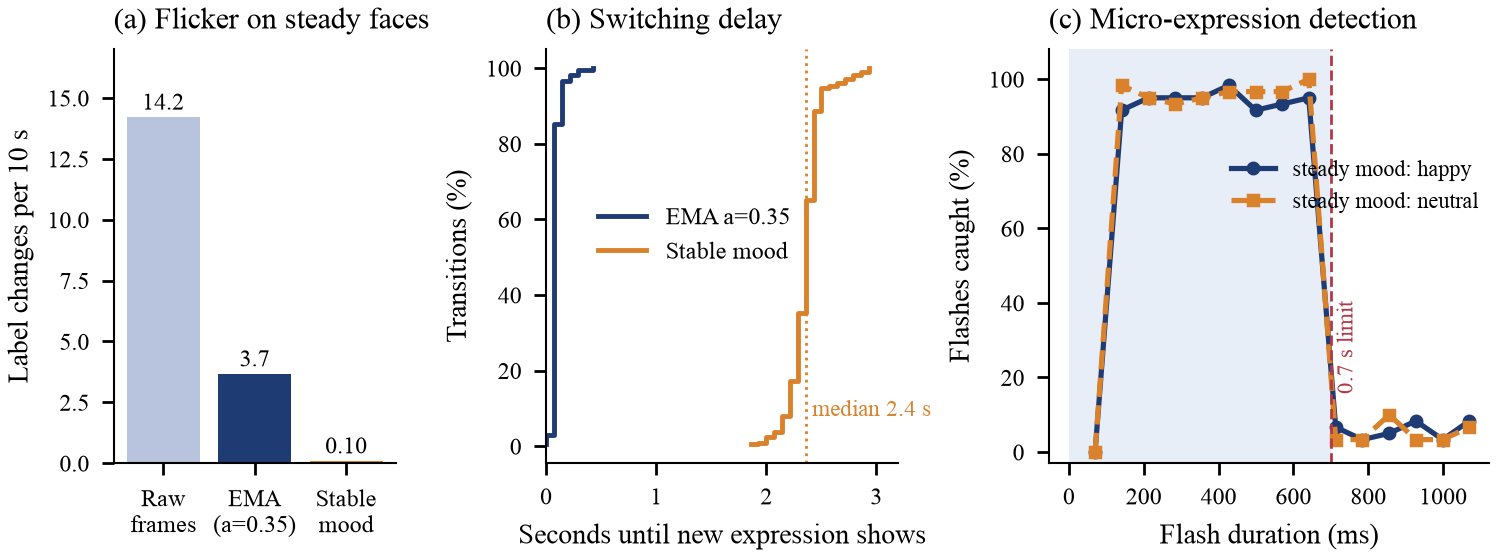 (a) Flicker on steady faces
Label changes per 10 s
15.0
12.5
10.0
7.5
5.0
2.5
0.0
14.2
3.7
0.10
Raw
frames
EMA
(a=0.35)
Stable
mood
(b) Switching delay
Transitions (%)
100
80
60
40
20
0
EMA a=0.35
Stable mood
median 2.4 s
0
1
2
3
Seconds until new expression shows
(c) Micro-expression detection
Flashes caught (%)
100
80
60
40
20
0
steady mood: happy
steady mood: neutral
0.7 s limit
0
200
400
600
800
1000
Flash duration (ms)